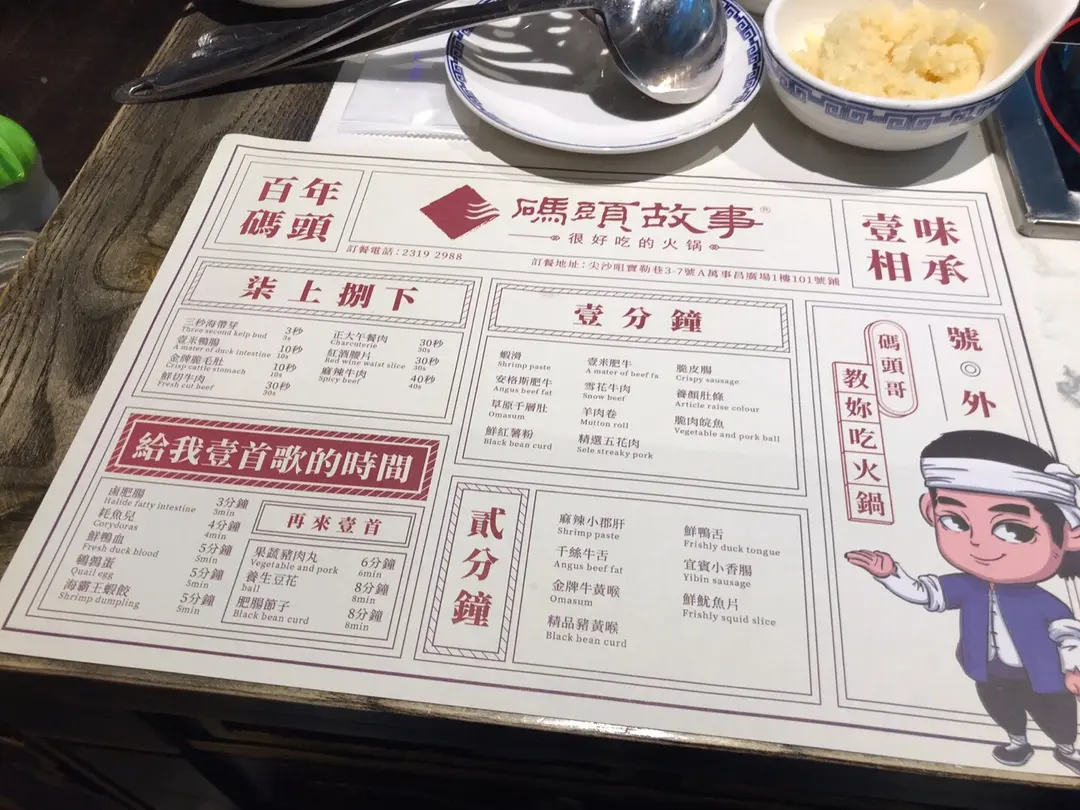 百年
碼頭
碼頭故事®
很好吃的火锅
訂餐電話：2319 2988
訂餐地址：尖沙咀寶勒巷3-7號A萬事昌廣場1樓101號鋪
壹味
相承
柒上捌下
三秒海帶芽 3秒
Three second kelp bud 3s
壹米鴨腸 10秒
A mater of duck intestine 10s
金牌脆毛肚 10秒
Crisp cattle stomach 10s
鮮切牛肉 30秒
Fresh cut beef 30s
正大午餐肉 30秒
Charcuterie 30s
紅酒腰片 30秒
Red wine waist slice 30s
麻辣牛肉 40秒
Spicy beef 40s
壹分鐘
蝦滑
Shrimp paste
安格斯肥牛
Angus beef fat
草原千層肚
Omasum
鮮紅薯粉
Black bean curd
壹米肥牛
A mater of beef fa
雪花牛肉
Snow beef
羊肉卷
Mutton roll
精選五花肉
Sele streaky pork
脆皮腸
Crispy sausage
養顏肚條
Article raise colour
脆肉皖魚
Vegetable and pork ball
給我壹首歌的時間
鹵肥腸 3分鐘
Halide fatty intestine 3min
耗魚兒 4分鐘
Corydoras 4min
鮮鴨血 5分鐘
Fresh duck blood 5min
鵪鶉蛋 5分鐘
Quail egg 5min
海霸王蝦餃 5分鐘
Shrimp dumpling 5min
再來壹首
果蔬豬肉丸 6分鐘
Vegetable and pork 6min
養生豆花 8分鐘
ball 8min
肥腸節子 8分鐘
Black bean curd 8min
貳分鐘
麻辣小郡肝
Shrimp paste
千絲牛舌
Angus beef fat
金牌牛黃喉
Omasum
精品豬黃喉
Black bean curd
鮮鴨舌
Frishly duck tongue
宜賓小香腸
Yibin sausage
鮮魷魚片
Frishly squid slice
號外
碼頭哥
教妳吃火鍋